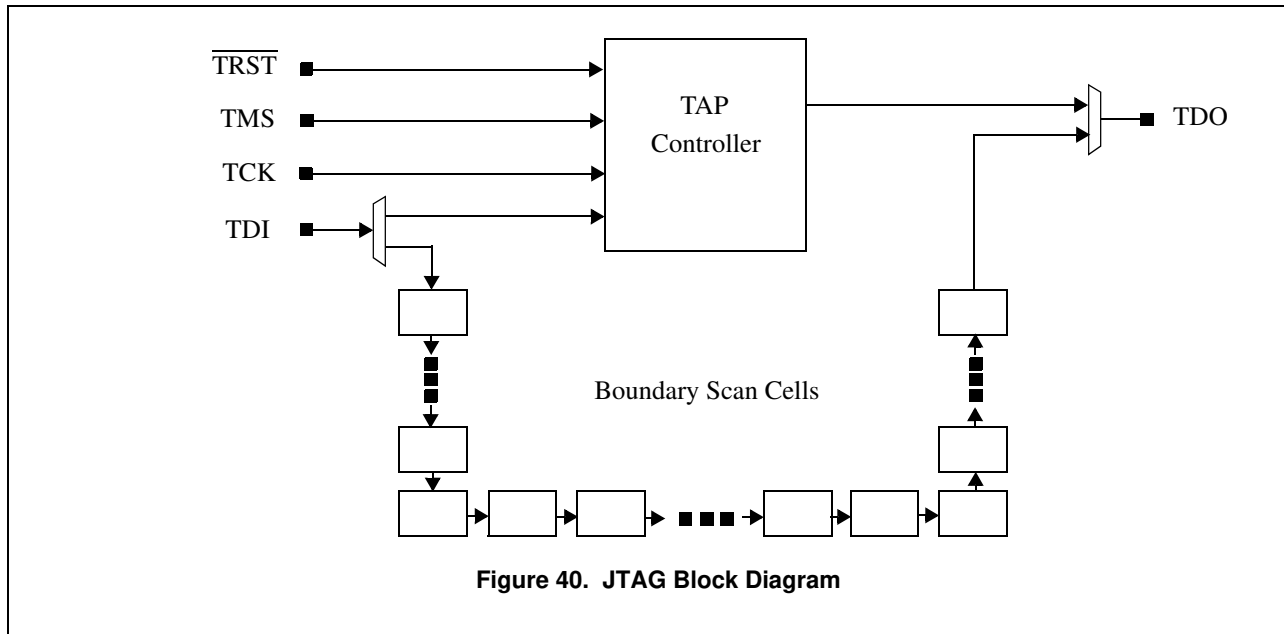 TRST
TMS
TCK
TDI
TAP
Controller
TDO
Boundary Scan Cells
Figure 40. JTAG Block Diagram